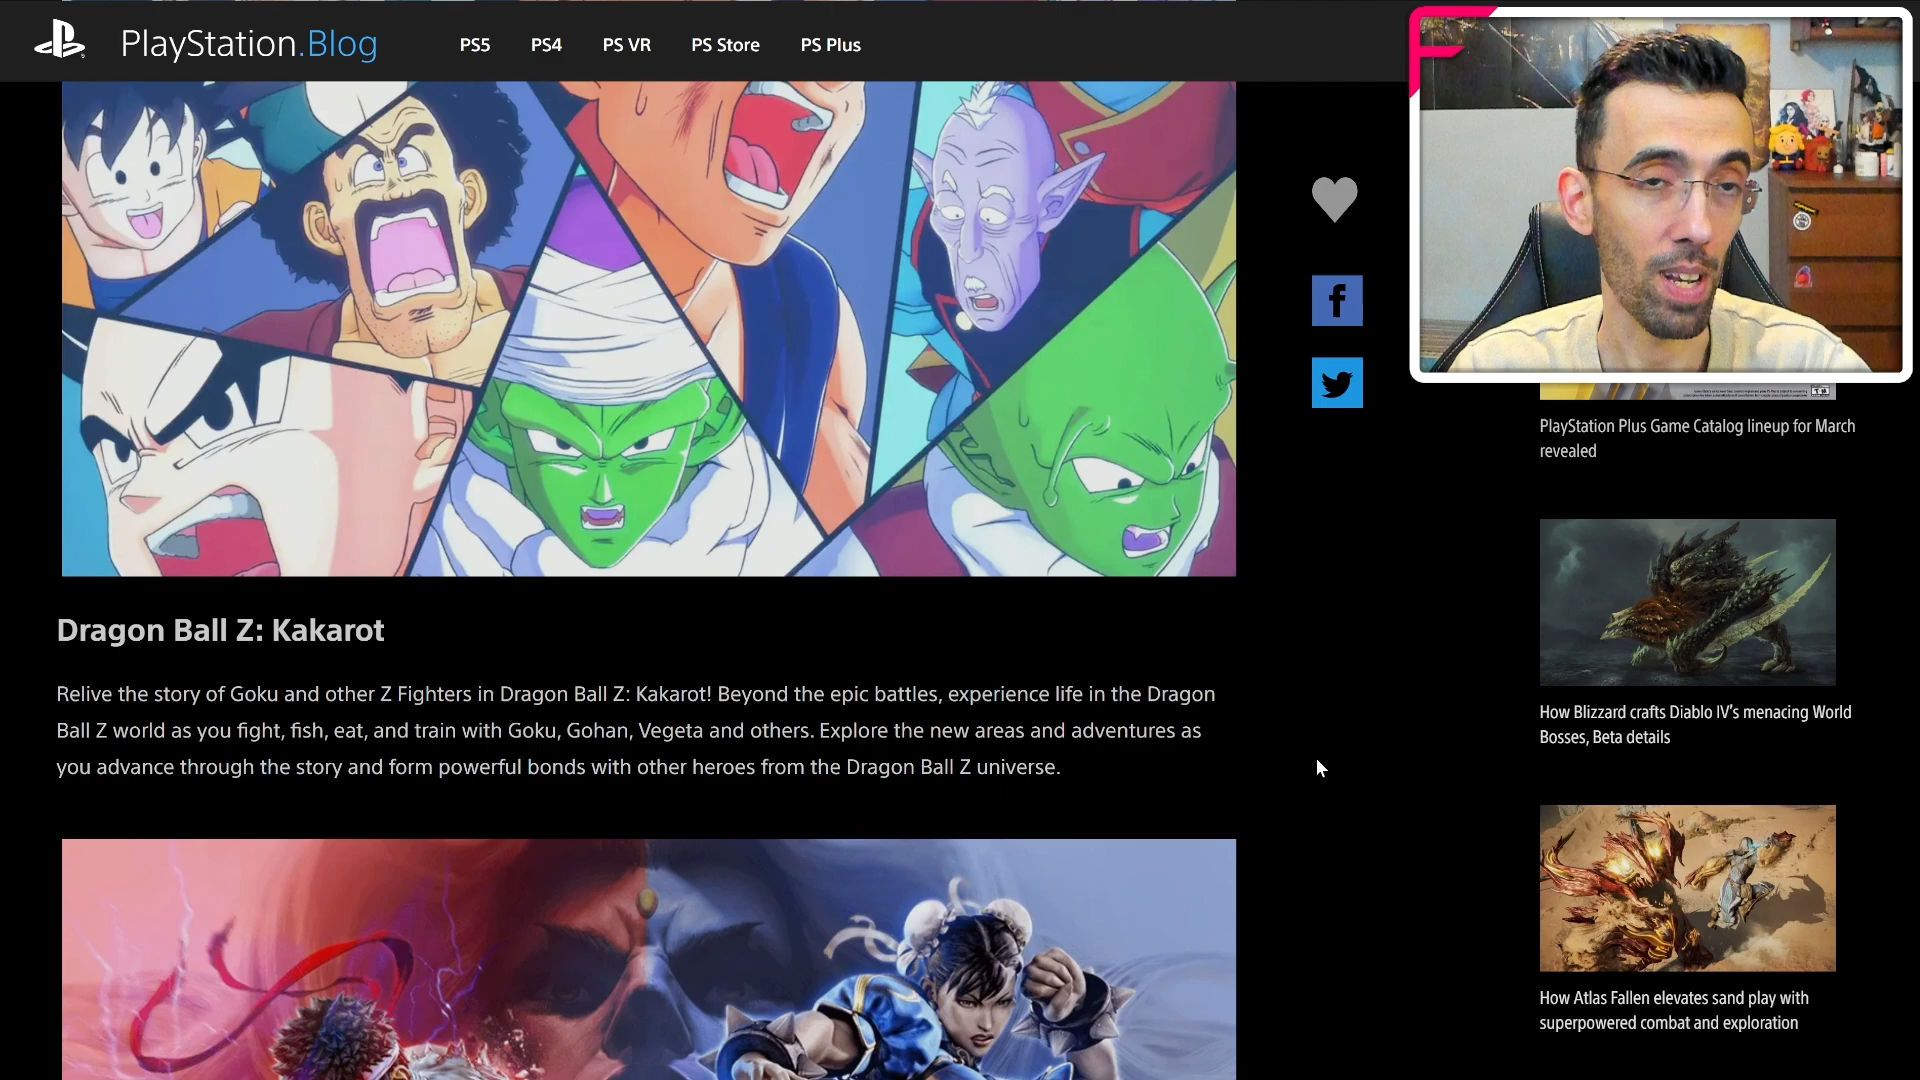 PlayStation.Blog
PS5
PS4
PS VR
PS Store
PS Plus
Dragon Ball Z: Kakarot
Relive the story of Goku and other Z Fighters in Dragon Ball Z: Kakarot! Beyond the epic battles, experience life in the Dragon
Ball Z world as you fight, fish, eat, and train with Goku, Gohan, Vegeta and others. Explore the new areas and adventures as
you advance through the story and form powerful bonds with other heroes from the Dragon Ball Z universe.
PlayStation Plus Game Catalog lineup for March
revealed
How Blizzard crafts Diablo IV's menacing World
Bosses, Beta details
How Atlas Fallen elevates sand play with
superpowered combat and exploration